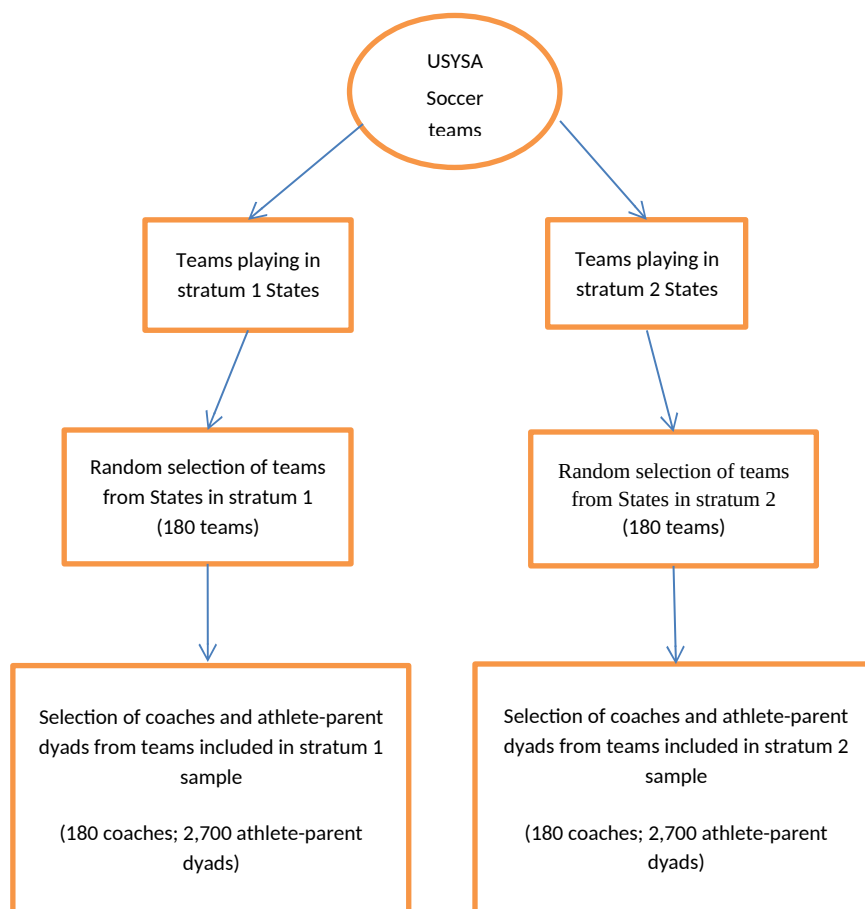 USYSA
Soccer
teams
Teams playing in
stratum 1 States
Teams playing in
stratum 2 States
Random selection of teams
from States in stratum 1
(180 teams)
Random selection of teams
from States in stratum 2
(180 teams)
Selection of coaches and athlete-parent
dyads from teams included in stratum 1
sample
(180 coaches; 2,700 athlete-parent
dyads)
Selection of coaches and athlete-parent
dyads from teams included in stratum 2
sample
(180 coaches; 2,700 athlete-parent
dyads)